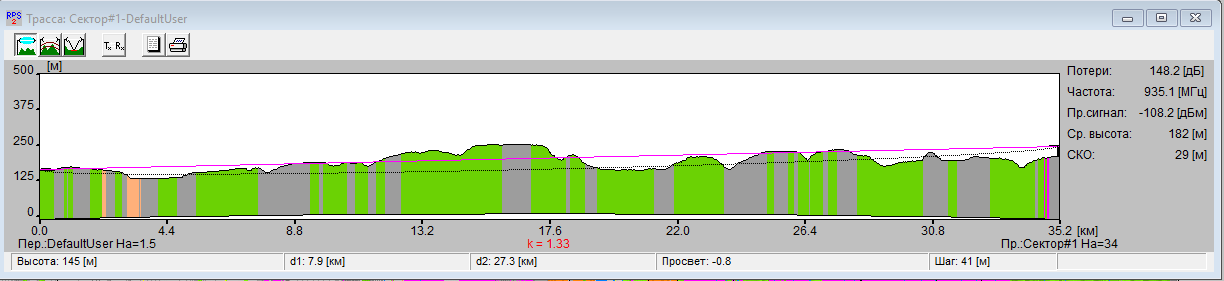 RPS 2 Трасса: Сектор#1-DefaultUser
Tx Rx
[м]
500
375
250
125
0
0.0 4.4 8.8 13.2 17.6 22.0 26.4 30.8 35.2 [км]
Пер.:DefaultUser Ha=1.5 k = 1.33 Пр.:Сектор#1 Ha=34
Потери: 148.2 [дБ]
Частота: 935.1 [МГц]
Пр.сигнал: -108.2 [дБм]
Ср. высота: 182 [м]
СКО: 29 [м]
Высота: 145 [м] d1: 7.9 [км] d2: 27.3 [км] Просвет: -0.8 Шаг: 41 [м]